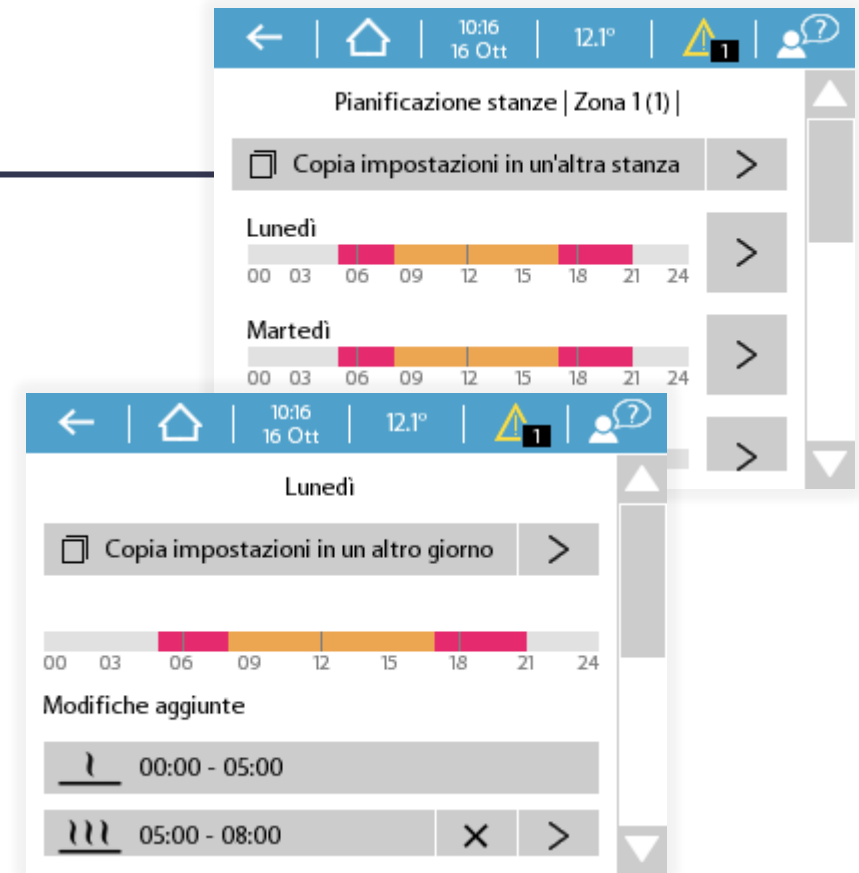 10:16
16 Ott
12.1°
1
?
Pianificazione stanze | Zona 1 (1) |
Copia impostazioni in un'altra stanza
Lunedì
00 03 06 09 12 15 18 21 24
Martedì
00 03 06 09 12 15 18 21 24
10:16
16 Ott
12.1°
1
?
Lunedì
Copia impostazioni in un altro giorno
00 03 06 09 12 15 18 21 24
Modifiche aggiunte
00:00 - 05:00
05:00 - 08:00